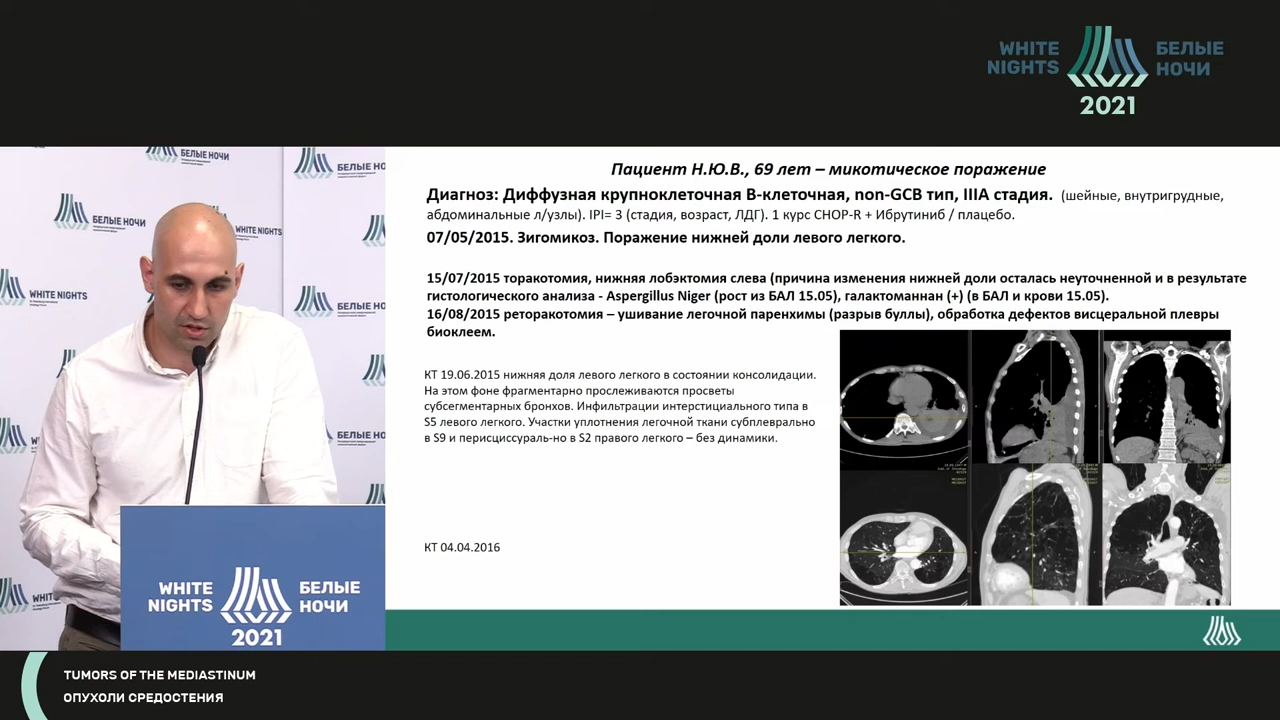 WHITE NIGHTS
БЕЛЫЕ НОЧИ
2021
Пациент Н.Ю.В., 69 лет – микотическое поражение
Диагноз: Диффузная крупноклеточная В-клеточная, non-GCB тип, IIIA стадия. (шейные, внутригрудные,
абдоминальные л/узлы). IPI= 3 (стадия, возраст, ЛДГ). 1 курс CHOP-R + Ибрутиниб / плацебо.
07/05/2015. Зигомикоз. Поражение нижней доли левого легкого.
15/07/2015 торакотомия, нижняя лобэктомия слева (причина изменения нижней доли осталась неуточненной и в результате
гистологического анализа - Aspergillus Niger (рост из БАЛ 15.05), галактоманнан (+) (в БАЛ и крови 15.05).
16/08/2015 реторакотомия – ушивание легочной паренхимы (разрыв буллы), обработка дефектов висцеральной плевры
биоклеем.
КТ 19.06.2015 нижняя доля левого легкого в состоянии консолидации.
На этом фоне фрагментарно прослеживаются просветы
субсегментарных бронхов. Инфильтрации интерстициального типа в
S5 левого легкого. Участки уплотнения легочной ткани субплеврально
в S9 и перисциссураль-но в S2 правого легкого – без динамики.
КТ 04.04.2016
WHITE NIGHTS
БЕЛЫЕ НОЧИ
2021
TUMORS OF THE MEDIASTINUM
ОПУХОЛИ СРЕДОСТЕНИЯ